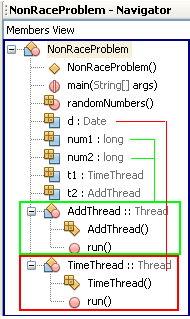 NonRaceProblem - Navigator
Members View
NonRaceProblem
NonRaceProblem()
main(String[] args)
randomNumbers()
d : Date
num1 : long
num2 : long
t1 : TimeThread
t2 : AddThread
AddThread :: Thread
AddThread()
run()
TimeThread :: Thread
TimeThread()
run()